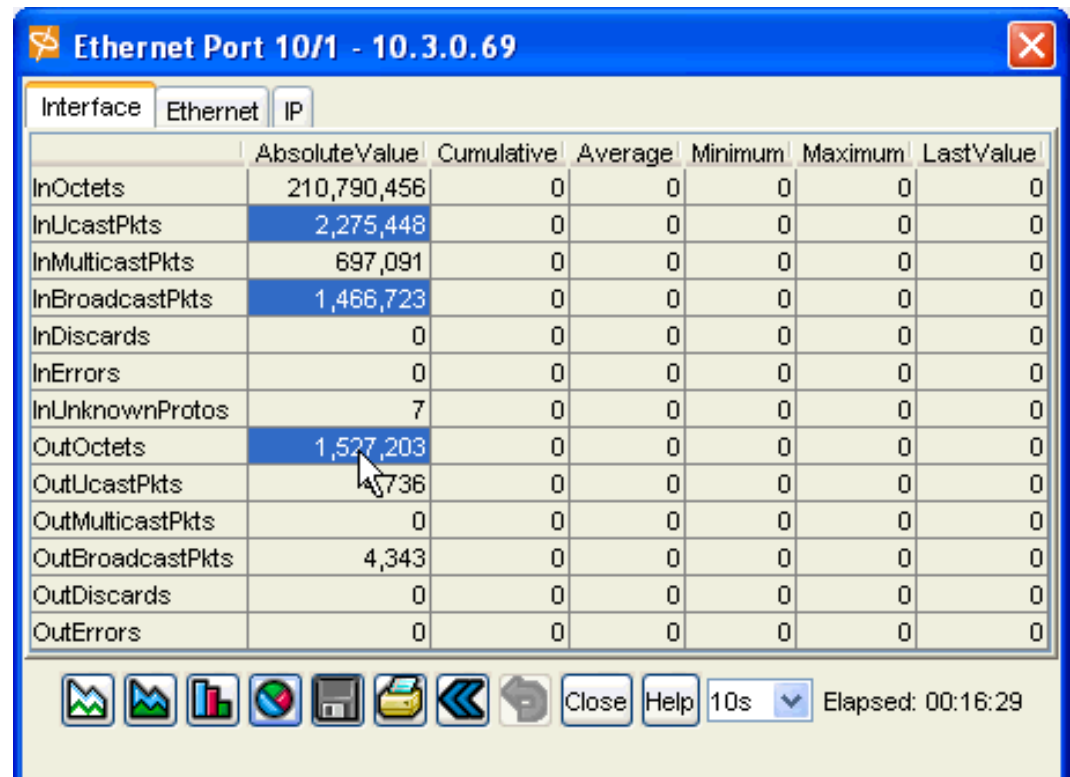 Ethernet Port 10/1 - 10.3.0.69
Interface Ethernet IP
AbsoluteValue Cumulative Average Minimum Maximum LastValue
InOctets 210,790,456 0 0 0 0 0
InUcastPkts 2,275,448 0 0 0 0 0
InMulticastPkts 697,091 0 0 0 0 0
InBroadcastPkts 1,466,723 0 0 0 0 0
InDiscards 0 0 0 0 0 0
InErrors 0 0 0 0 0 0
InUnknownProtos 7 0 0 0 0 0
OutOctets 1,527,203 0 0 0 0 0
OutUcastPkts 0 0 0 0 0
OutMulticastPkts 0 0 0 0 0 0
OutBroadcastPkts 4,343 0 0 0 0 0
OutDiscards 0 0 0 0 0 0
OutErrors 0 0 0 0 0 0
Close Help 10s Elapsed: 00:16:29